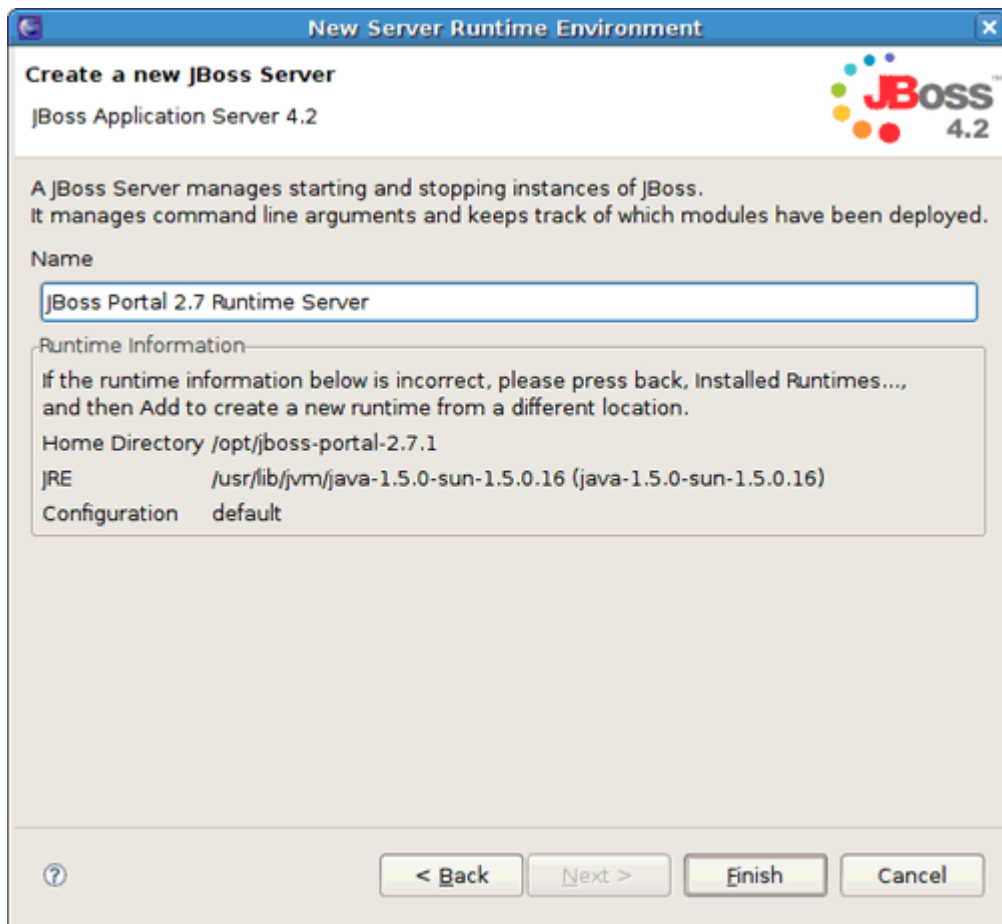 New Server Runtime Environment
Create a new JBoss Server
JBoss Application Server 4.2
JBoss™
4.2
A JBoss Server manages starting and stopping instances of JBoss.
It manages command line arguments and keeps track of which modules have been deployed.
Name
JBoss Portal 2.7 Runtime Server
Runtime Information
If the runtime information below is incorrect, please press back, Installed Runtimes...,
and then Add to create a new runtime from a different location.
Home Directory /opt/jboss-portal-2.7.1
JRE /usr/lib/jvm/java-1.5.0-sun-1.5.0.16 (java-1.5.0-sun-1.5.0.16)
Configuration default
? < Back Next > Finish Cancel